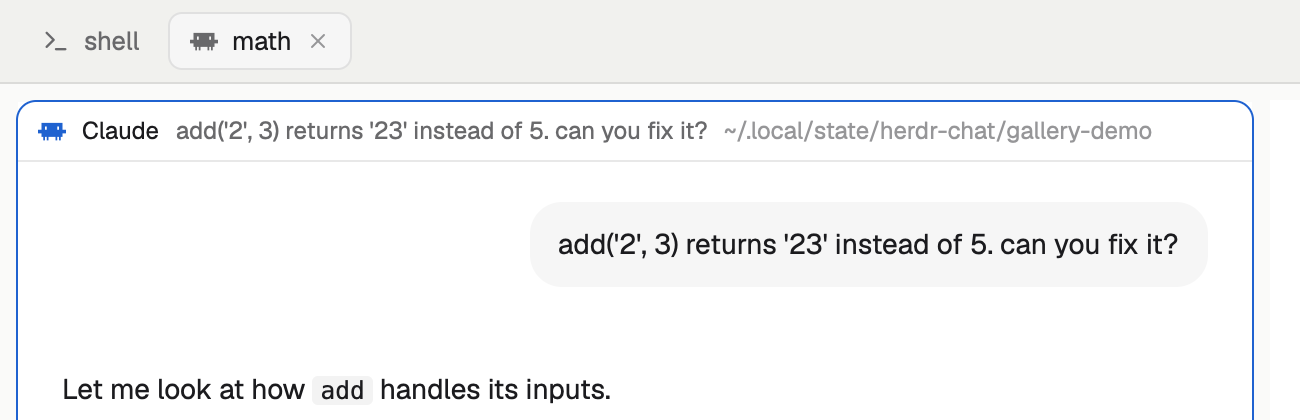 shell
math
Claude add('2', 3) returns '23' instead of 5. can you fix it? ~/.local/state/herdr-chat/gallery-demo
add('2', 3) returns '23' instead of 5. can you fix it?
Let me look at how add handles its inputs.